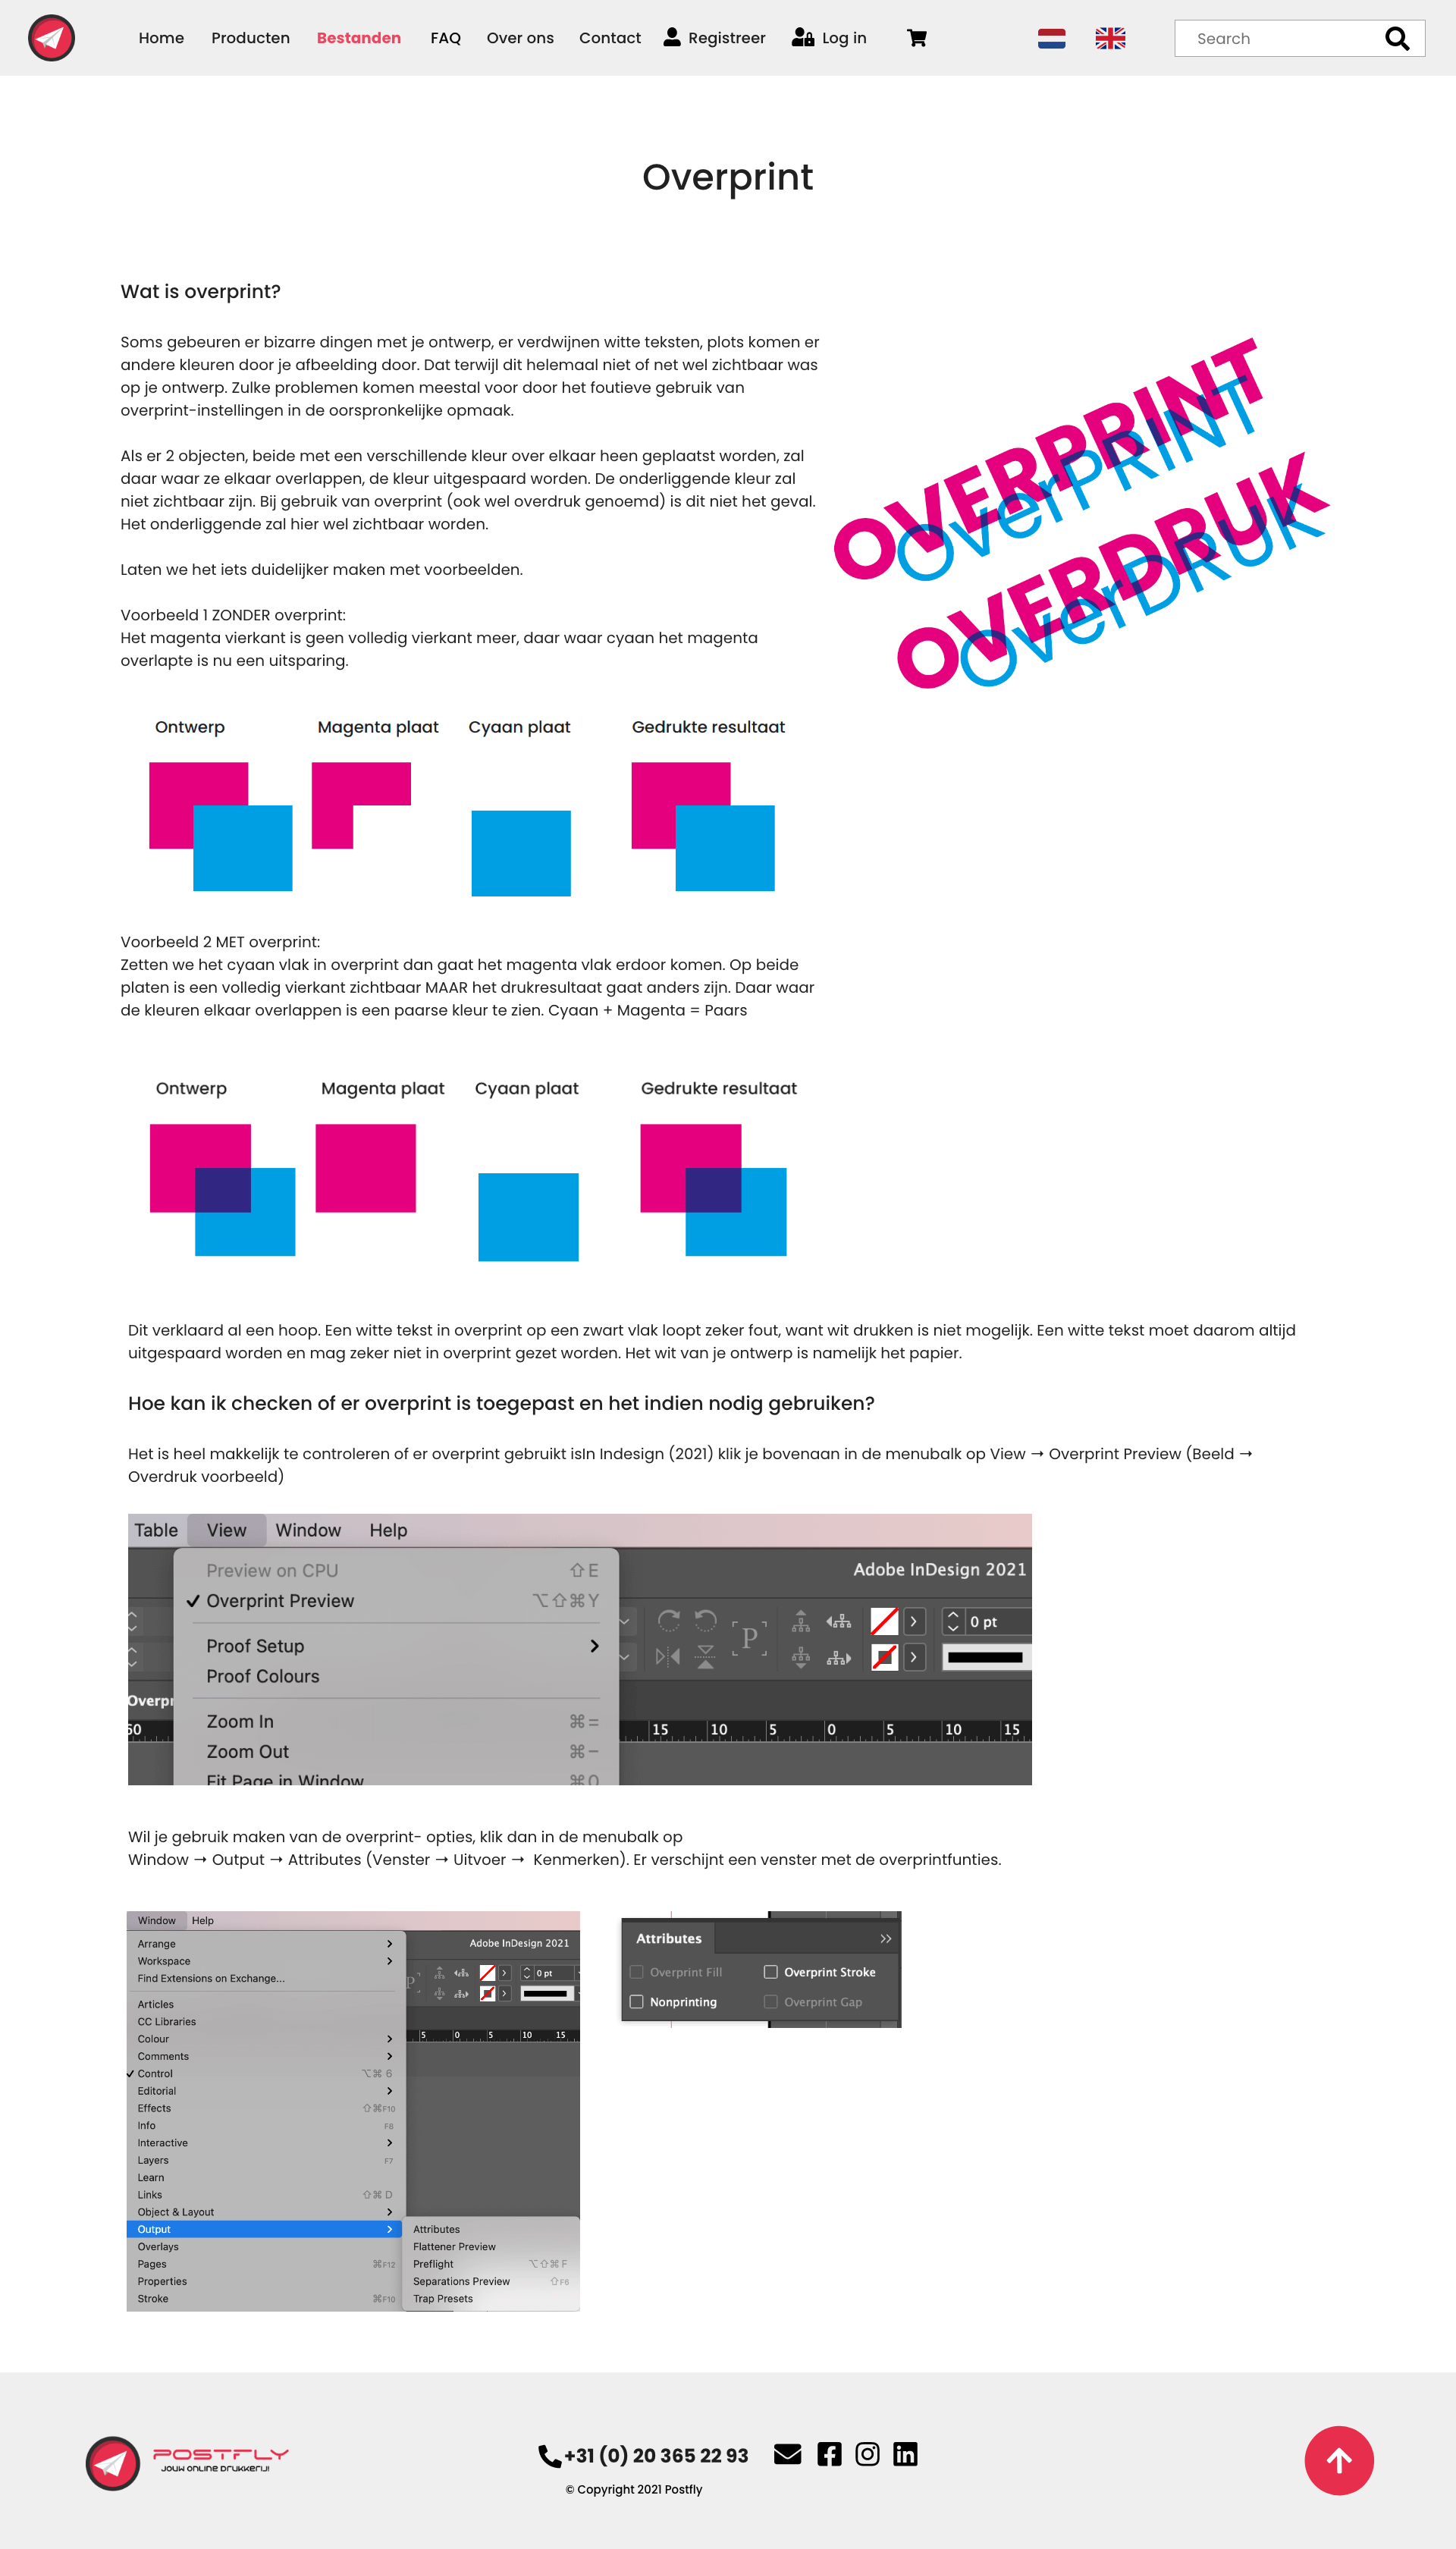 Home Producten Bestanden FAQ Over ons Contact Registreer Log in Search
Overprint
Wat is overprint?
Soms gebeuren er bizarre dingen met je ontwerp, er verdwijnen witte teksten, plots komen er
andere kleuren door je afbeelding door. Dat terwijl dit helemaal niet of net wel zichtbaar was
op je ontwerp. Zulke problemen komen meestal voor door het foutieve gebruik van
overprint-instellingen in de oorspronkelijke opmaak.
Als er 2 objecten, beide met een verschillende kleur over elkaar heen geplaatst worden, zal
daar waar ze elkaar overlappen, de kleur uitgespaard worden. De onderliggende kleur zal
niet zichtbaar zijn. Bij gebruik van overprint (ook wel overdruk genoemd) is dit niet het geval.
Het onderliggende zal hier wel zichtbaar worden.
Laten we het iets duidelijker maken met voorbeelden.
Voorbeeld 1 ZONDER overprint:
Het magenta vierkant is geen volledig vierkant meer, daar waar cyaan het magenta
overlapte is nu een uitsparing.
OVERPRINT
OverPRINT
OVERDRUK
OverDRUK
Ontwerp Magenta plaat Cyaan plaat Gedrukte resultaat
Voorbeeld 2 MET overprint:
Zetten we het cyaan vlak in overprint dan gaat het magenta vlak erdoor komen. Op beide
platen is een volledig vierkant zichtbaar MAAR het drukresultaat gaat anders zijn. Daar waar
de kleuren elkaar overlappen is een paarse kleur te zien. Cyaan + Magenta = Paars
Ontwerp Magenta plaat Cyaan plaat Gedrukte resultaat
Dit verklaard al een hoop. Een witte tekst in overprint op een zwart vlak loopt zeker fout, want wit drukken is niet mogelijk. Een witte tekst moet daarom altijd
uitgespaard worden en mag zeker niet in overprint gezet worden. Het wit van je ontwerp is namelijk het papier.
Hoe kan ik checken of er overprint is toegepast en het indien nodig gebruiken?
Het is heel makkelijk te controleren of er overprint gebruikt isIn Indesign (2021) klik je bovenaan in de menubalk op View → Overprint Preview (Beeld →
Overdruk voorbeeld)
Table View Window Help
Preview on CPU ⇧E
Adobe InDesign 2021
✓ Overprint Preview ⌥⇧⌘Y
P 0 pt
Proof Setup
Proof Colours
Overpr
Zoom In ⌘=
60 15 10 5 0 5 10 15
Zoom Out ⌘−
Fit Page in Window ⌘0
Wil je gebruik maken van de overprint- opties, klik dan in de menubalk op
Window → Output → Attributes (Venster → Uitvoer → Kenmerken). Er verschijnt een venster met de overprintfunties.
Window Help
Arrange
Adobe InDesign 2021
Workspace
Find Extensions on Exchange...
P 0 pt
Articles
CC Libraries
Colour
5 0 5 10 15
Comments
✓ Control ⌥⌘6
Editorial
Effects ⇧⌘F10
Info F8
Interactive
Layers F7
Learn
Links ⇧⌘D
Object & Layout
Output
Overlays
Pages ⌘F12
Properties
Stroke ⌘F10
Attributes
Flattener Preview
Preflight ⌥⇧⌘F
Separations Preview ⇧F6
Trap Presets
Attributes
Overprint Fill Overprint Stroke
Nonprinting Overprint Gap
POSTFLY
JOUW ONLINE DRUKKERIJ!
+31 (0) 20 365 22 93
© Copyright 2021 Postfly